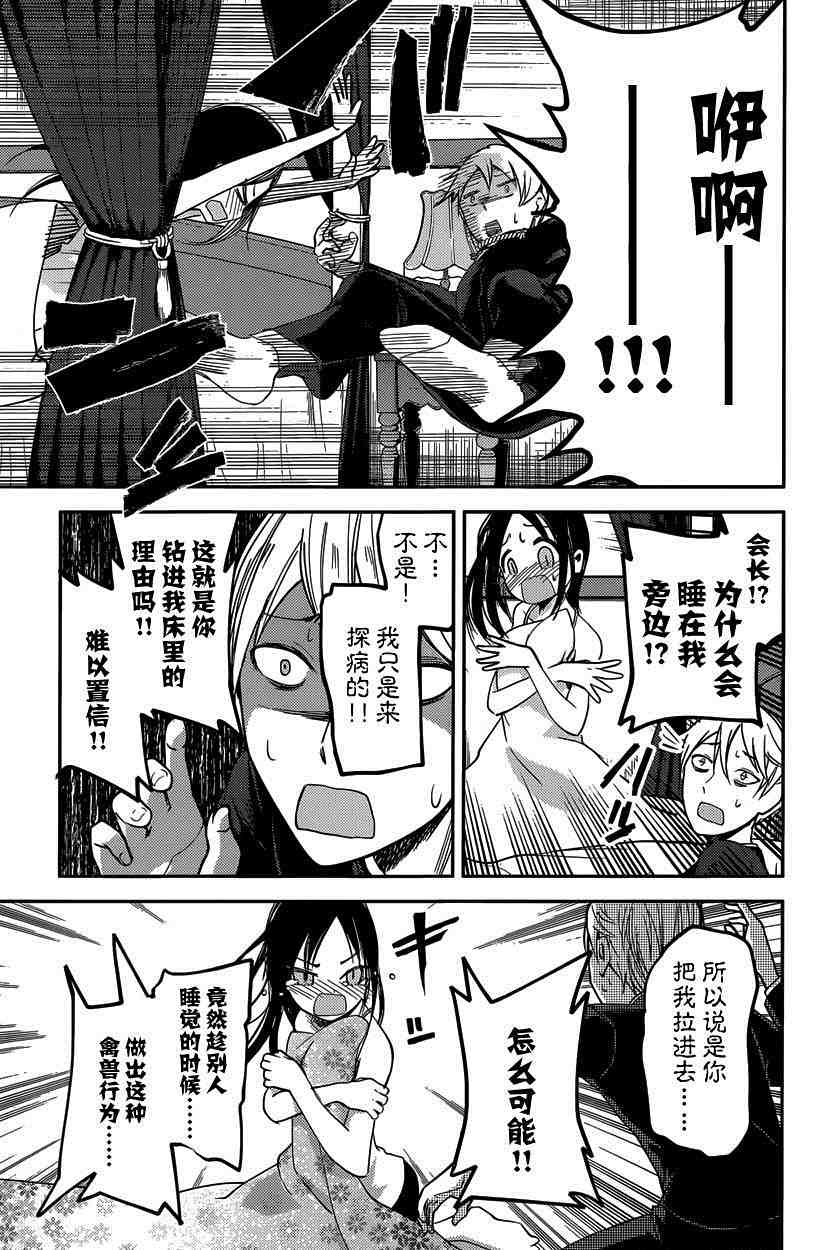 咿啊
——!!!
会长!?
为什么会
睡在我
旁边!?
不…
不是！
我只是来
探病的!!
这就是你
钻进我床里的
理由吗!!
难以置信!!
所以说是你
把我拉进去……
怎么可能!!
竟然趁别人
睡觉的时候……
做出这种
禽兽行为……